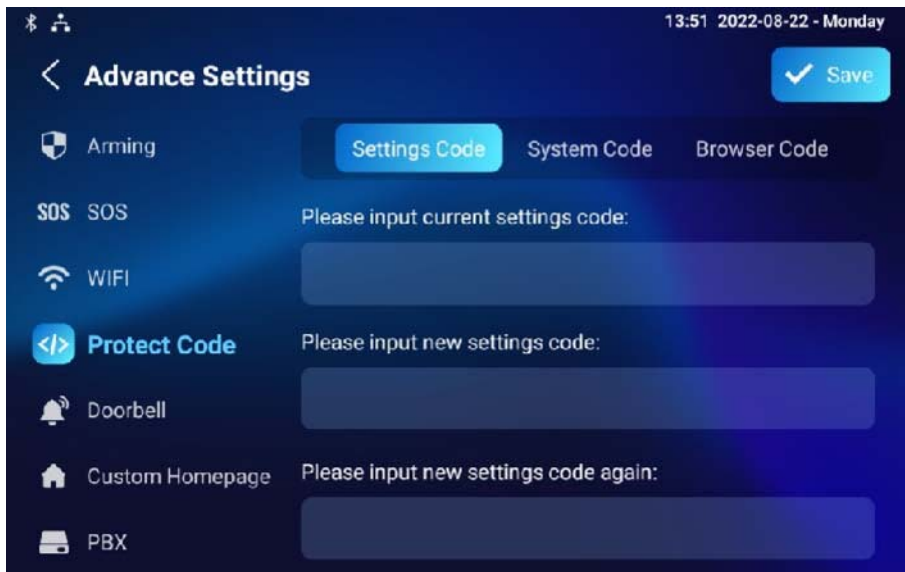 13:51 2022-08-22 - Monday
Advance Settings
Save
Arming
SOS SOS
WIFI
Protect Code
Doorbell
Custom Homepage
PBX
Settings Code System Code Browser Code
Please input current settings code:
Please input new settings code:
Please input new settings code again: